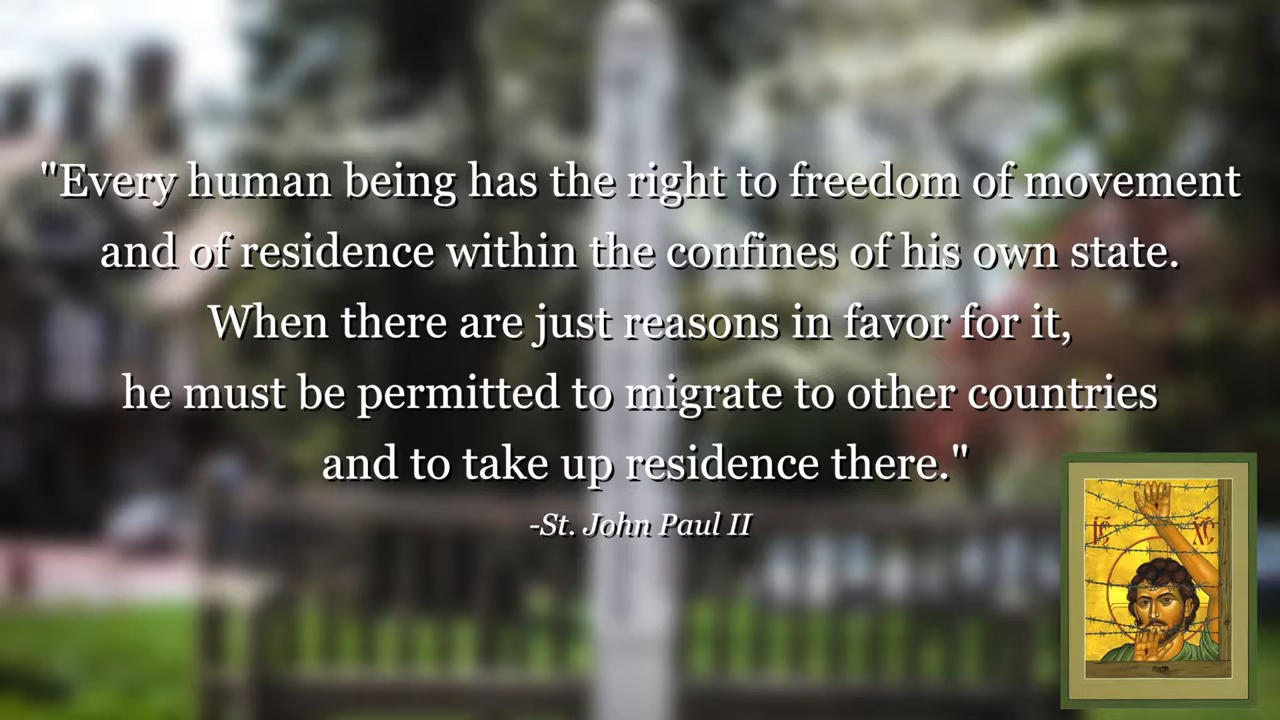 "Every human being has the right to freedom of movement
and of residence within the confines of his own state.
When there are just reasons in favor for it,
he must be permitted to migrate to other countries
and to take up residence there."
-St. John Paul II
IC XC